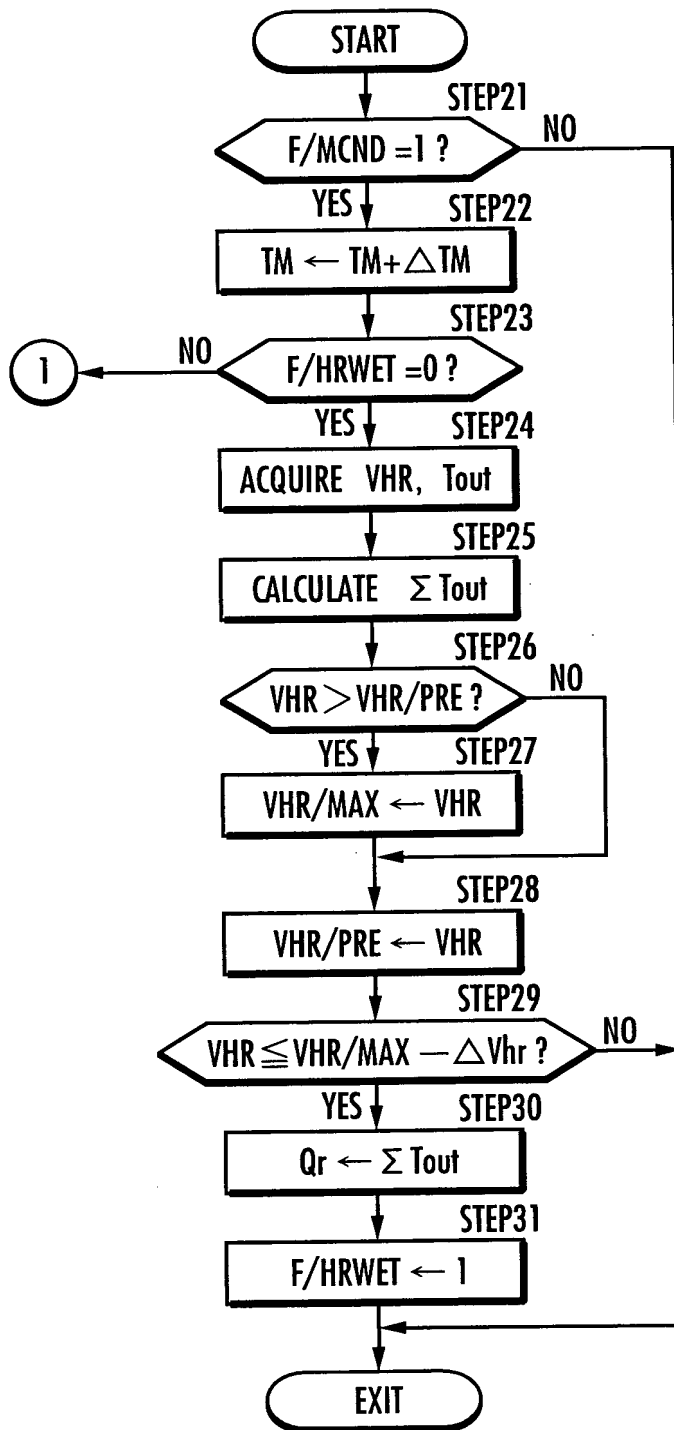 START
STEP21
F/MCND =1 ?
NO
YES
STEP22
TM ← TM+△TM
STEP23
NO
F/HRWET =0 ?
1
YES
STEP24
ACQUIRE VHR, Tout
STEP25
CALCULATE Σ Tout
STEP26
VHR > VHR/PRE ?
NO
YES
STEP27
VHR/MAX ← VHR
STEP28
VHR/PRE ← VHR
STEP29
VHR ≦ VHR/MAX − △Vhr ?
NO
YES
STEP30
Qr ← Σ Tout
STEP31
F/HRWET ← 1
EXIT